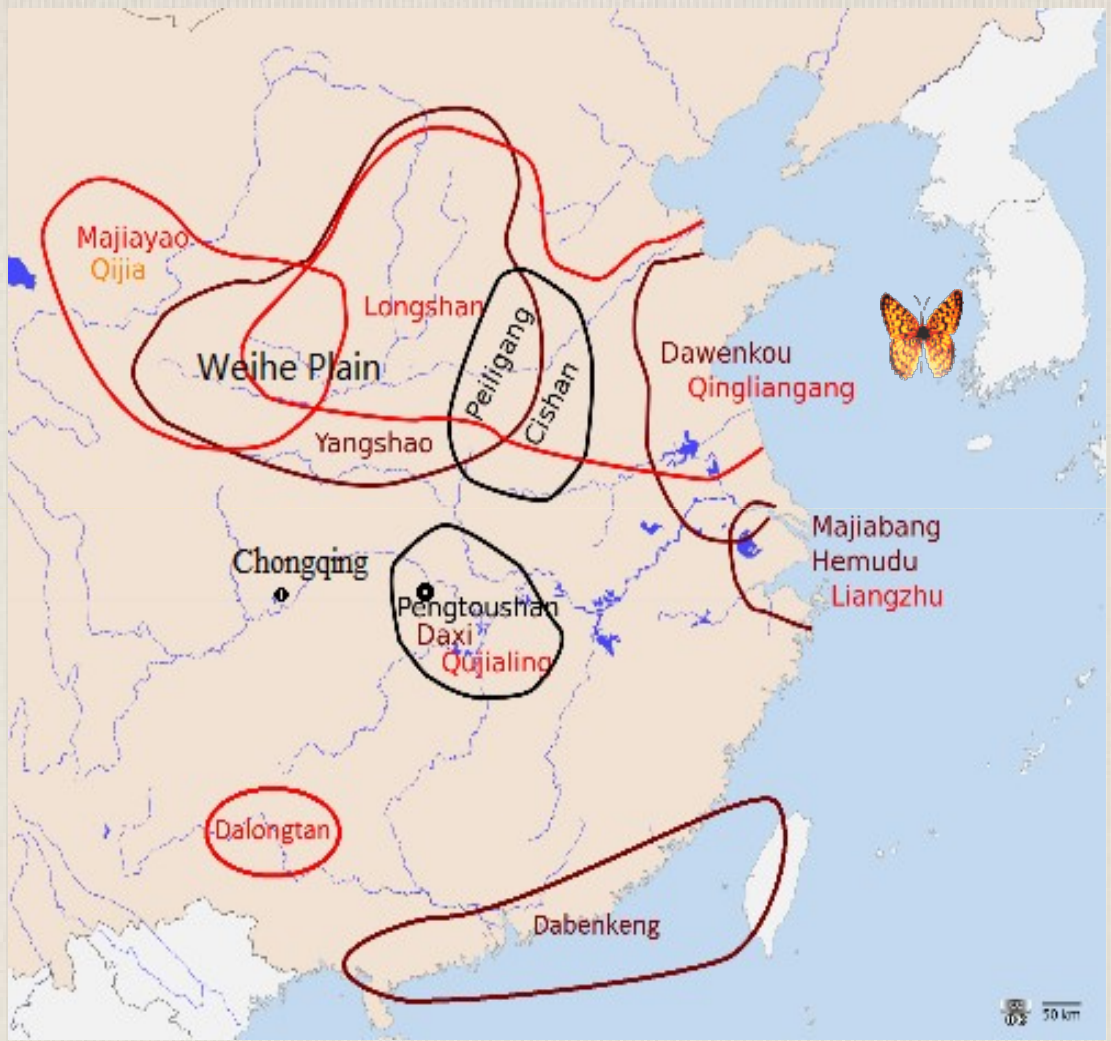 Majiayao
Qijia
Longshan
Weihe Plain
Peiligang
Cishan
Dawenkou
Qingliangang
Yangshao
Majiabang
Hemudu
Liangzhu
Chongqing
Pengtoushan
Daxi
Qujialing
Dalongtan
Dabenkeng
50 km